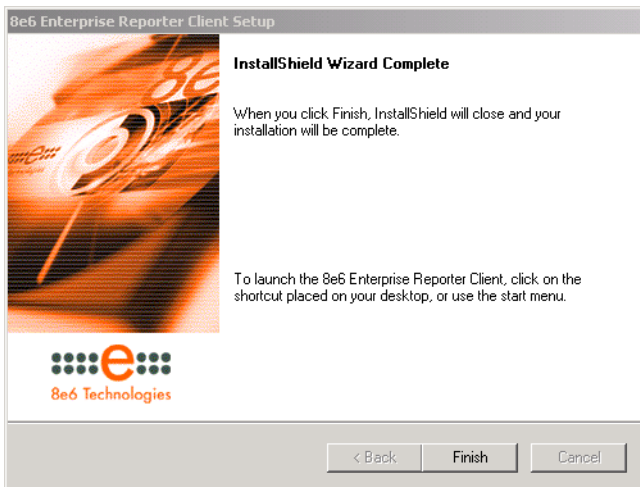 8e6 Enterprise Reporter Client Setup
InstallShield Wizard Complete
When you click Finish, InstallShield will close and your
installation will be complete.
To launch the 8e6 Enterprise Reporter Client, click on the
shortcut placed on your desktop, or use the start menu.
8e
e
8e6 Technologies
< Back
Finish
Cancel